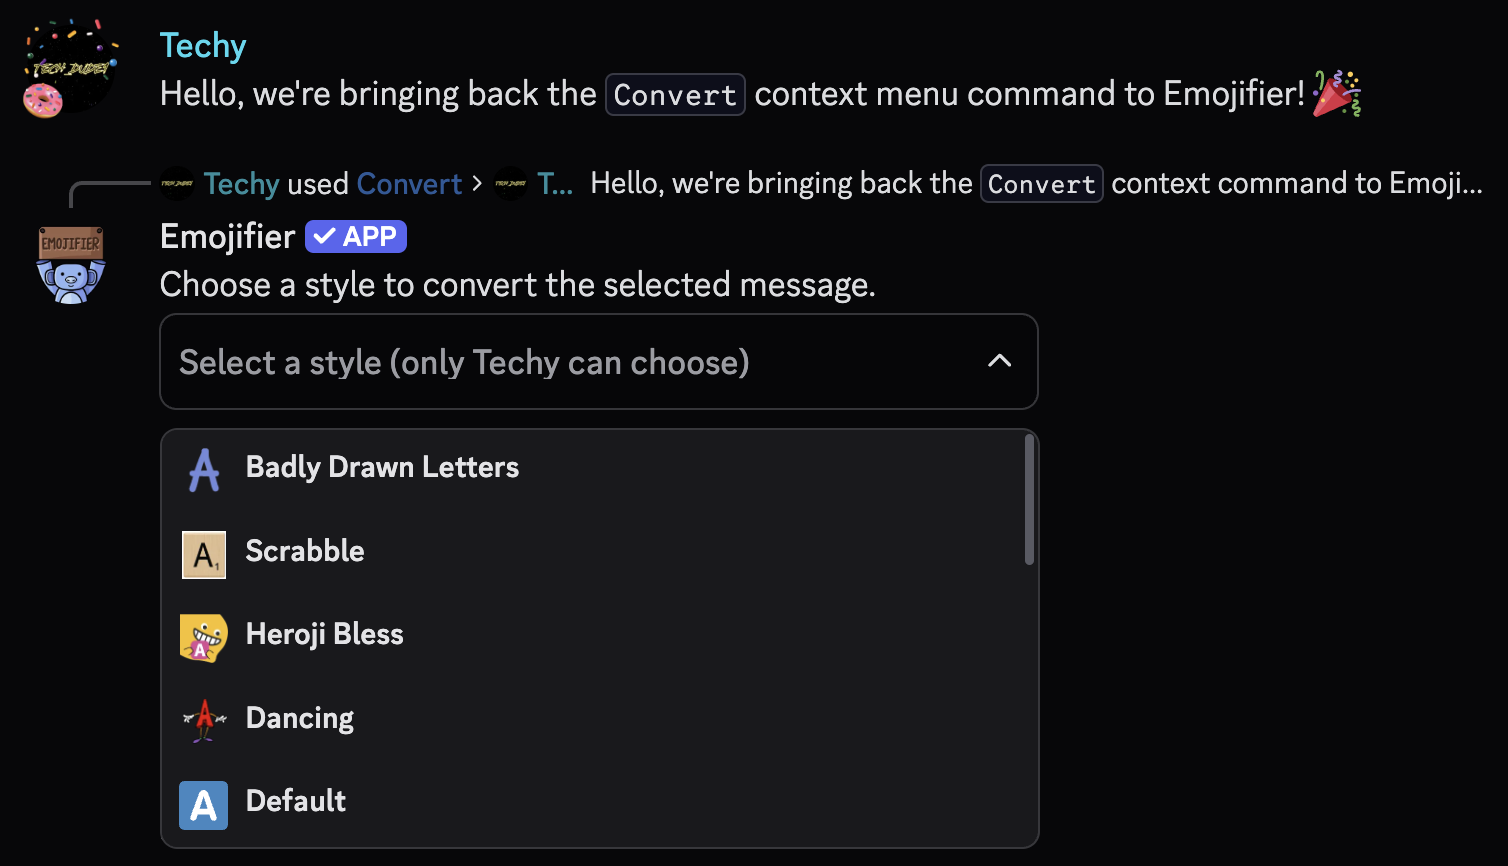 TECH_DUDEY
Techy
Hello, we're bringing back the Convert context menu command to Emojifier!
Techy used Convert › T... Hello, we're bringing back the Convert context command to Emoji...
EMOJIFIER
Emojifier APP
Choose a style to convert the selected message.
Select a style (only Techy can choose)
A Badly Drawn Letters
A1 Scrabble
A Heroji Bless
A Dancing
A Default